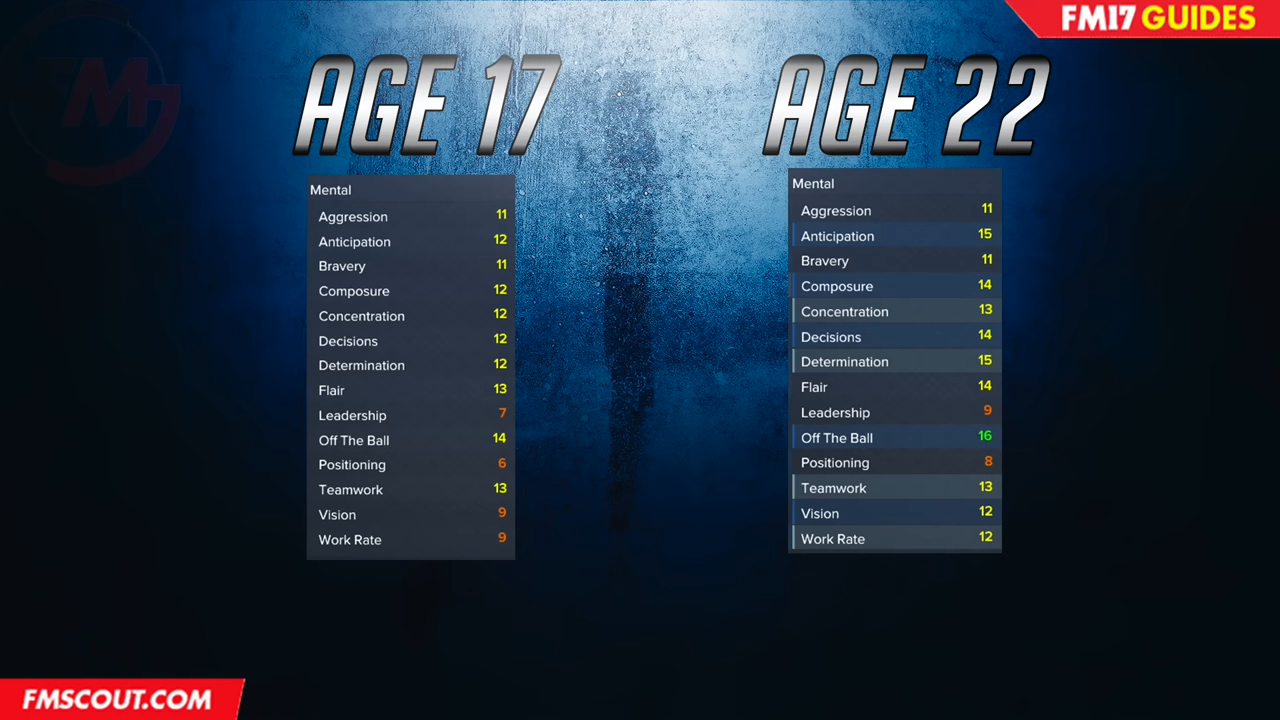 FM17 GUIDES
FM
AGE 17
AGE 22
Mental
Aggression 11
Anticipation 12
Bravery 11
Composure 12
Concentration 12
Decisions 12
Determination 12
Flair 13
Leadership 7
Off The Ball 14
Positioning 6
Teamwork 13
Vision 9
Work Rate 9
Mental
Aggression 11
Anticipation 15
Bravery 11
Composure 14
Concentration 13
Decisions 14
Determination 15
Flair 14
Leadership 9
Off The Ball 16
Positioning 8
Teamwork 13
Vision 12
Work Rate 12
FMSCOUT.COM